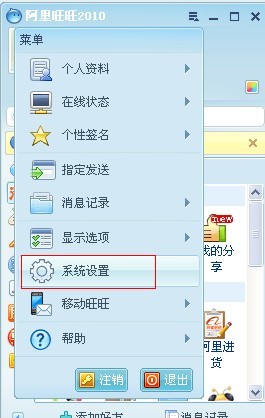 阿里旺旺2010
菜单
个人资料
在线状态
个性签名
指定发送
消息记录
显示选项
系统设置
移动旺旺
帮助
注销
退出
new
我的分
享
阿里进
货
添加好友
消息记录